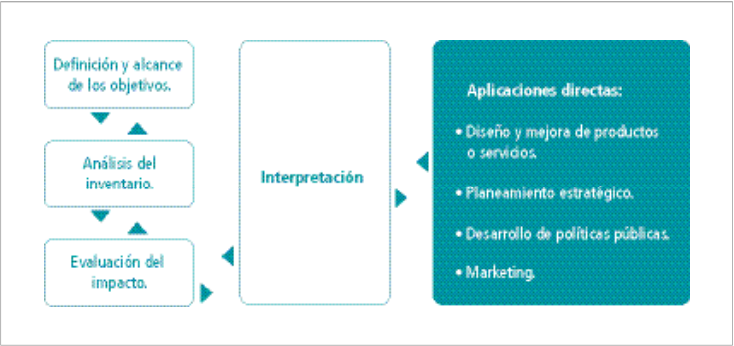 Definición y alcance
de los objetivos.
Análisis del
inventario.
Evaluación del
impacto.
Interpretación
Aplicaciones directas:
• Diseño y mejora de productos
o servicios.
• Planeamiento estratégico.
• Desarrollo de políticas públicas.
• Marketing.